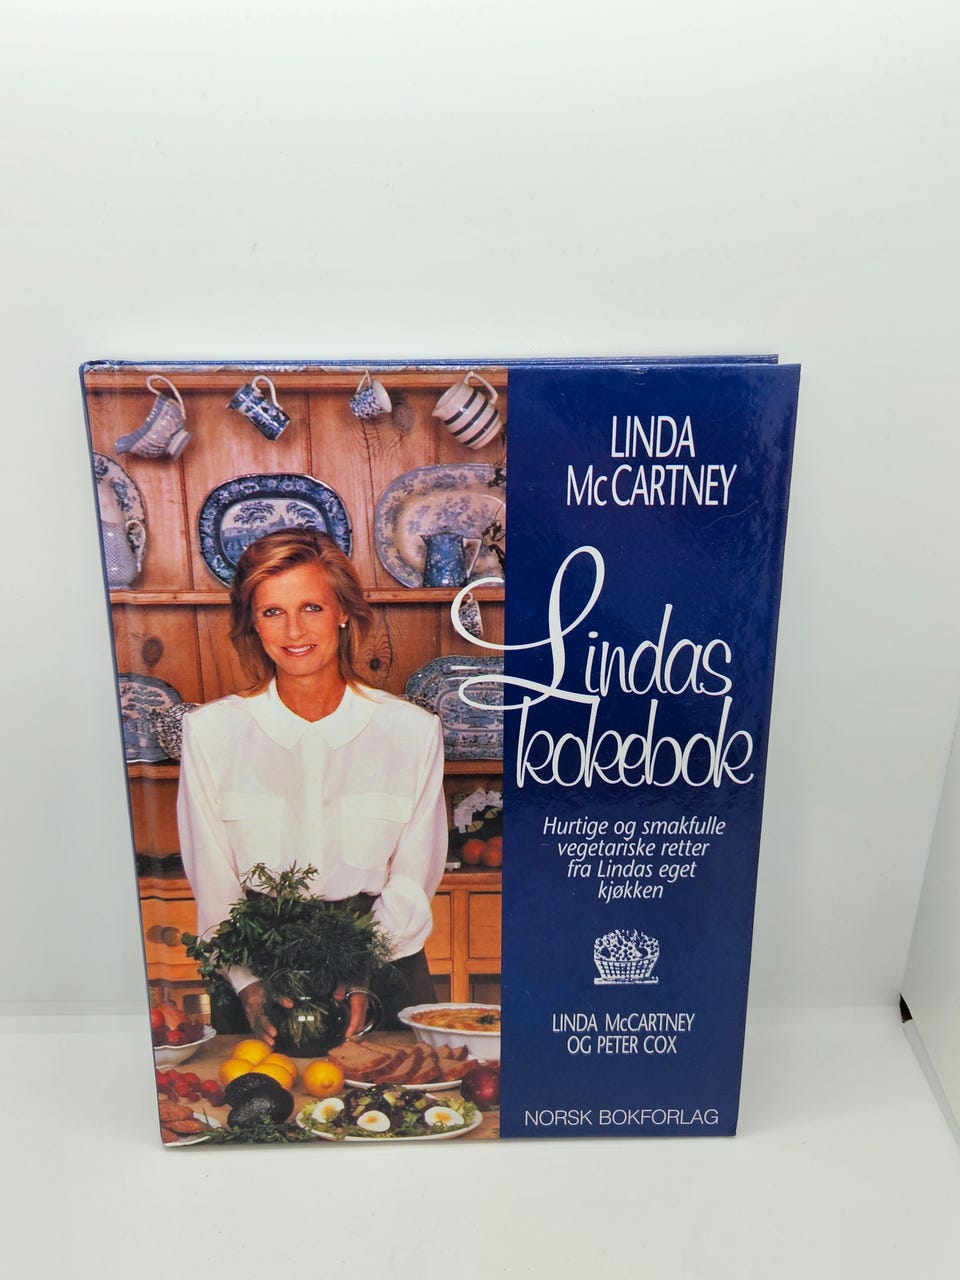 LINDA
McCARTNEY
Lindas
kokebok
Hurtige og smakfulle
vegetariske retter
fra Lindas eget
kjøkken
LINDA McCARTNEY
OG PETER COX
NORSK BOKFORLAG